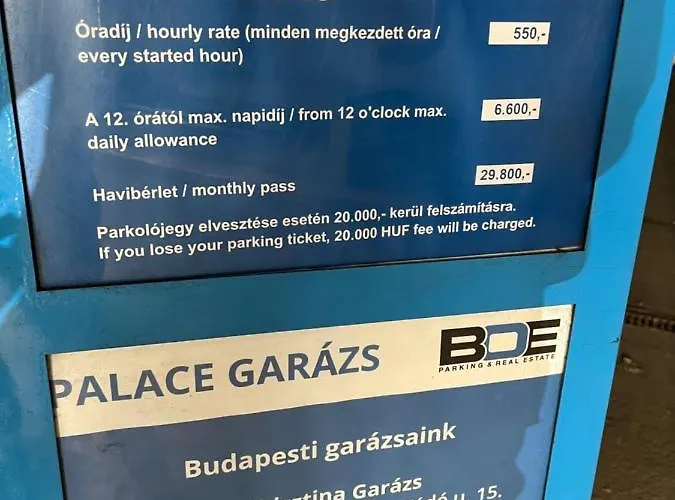 Óradíj / hourly rate (minden megkezdett óra /
every started hour)
550,-
A 12. órától max. napidíj / from 12 o'clock max.
daily allowance
6.600,-
Havibérlet / monthly pass
29.800,-
Parkolójegy elvesztése esetén 20.000,- kerül felszámításra.
If you lose your parking ticket, 20.000 HUF fee will be charged.
PALACE GARÁZS
BDE
PARKING & REAL ESTATE
Budapesti garázsaink
Garázs
u. 15.